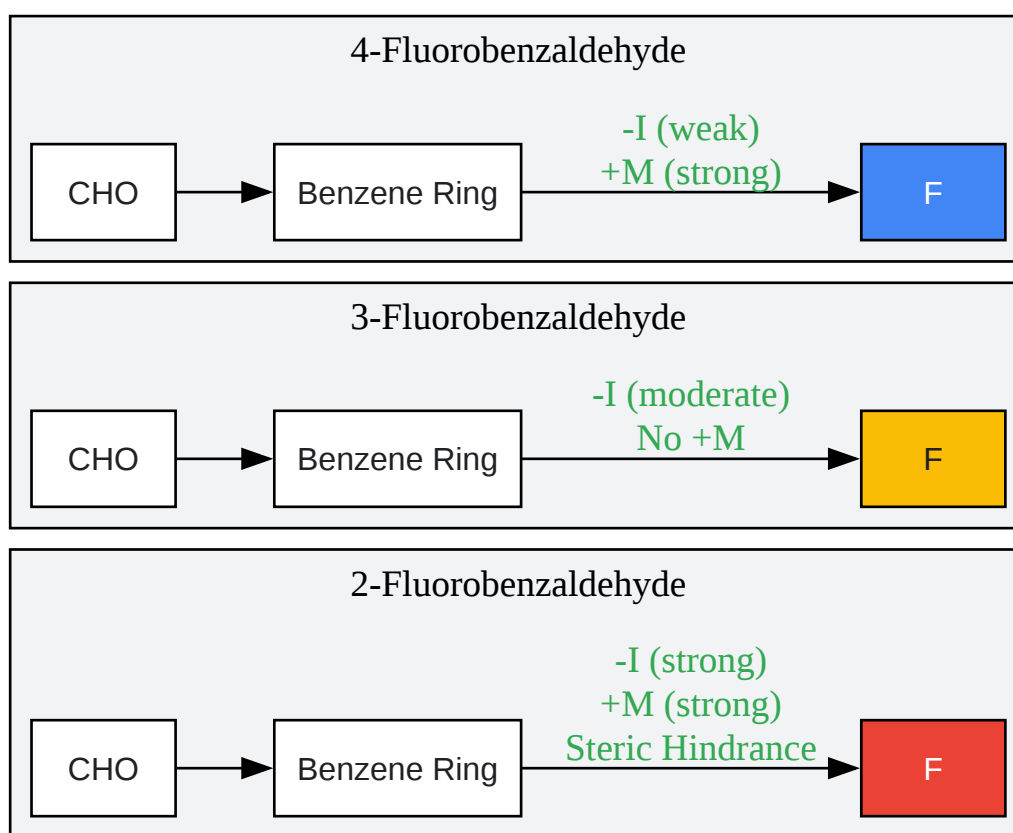 4-Fluorobenzaldehyde
-I (weak)
+M (strong)
CHO
Benzene Ring
F
3-Fluorobenzaldehyde
-I (moderate)
No +M
CHO
Benzene Ring
F
2-Fluorobenzaldehyde
-I (strong)
+M (strong)
Steric Hindrance
CHO
Benzene Ring
F